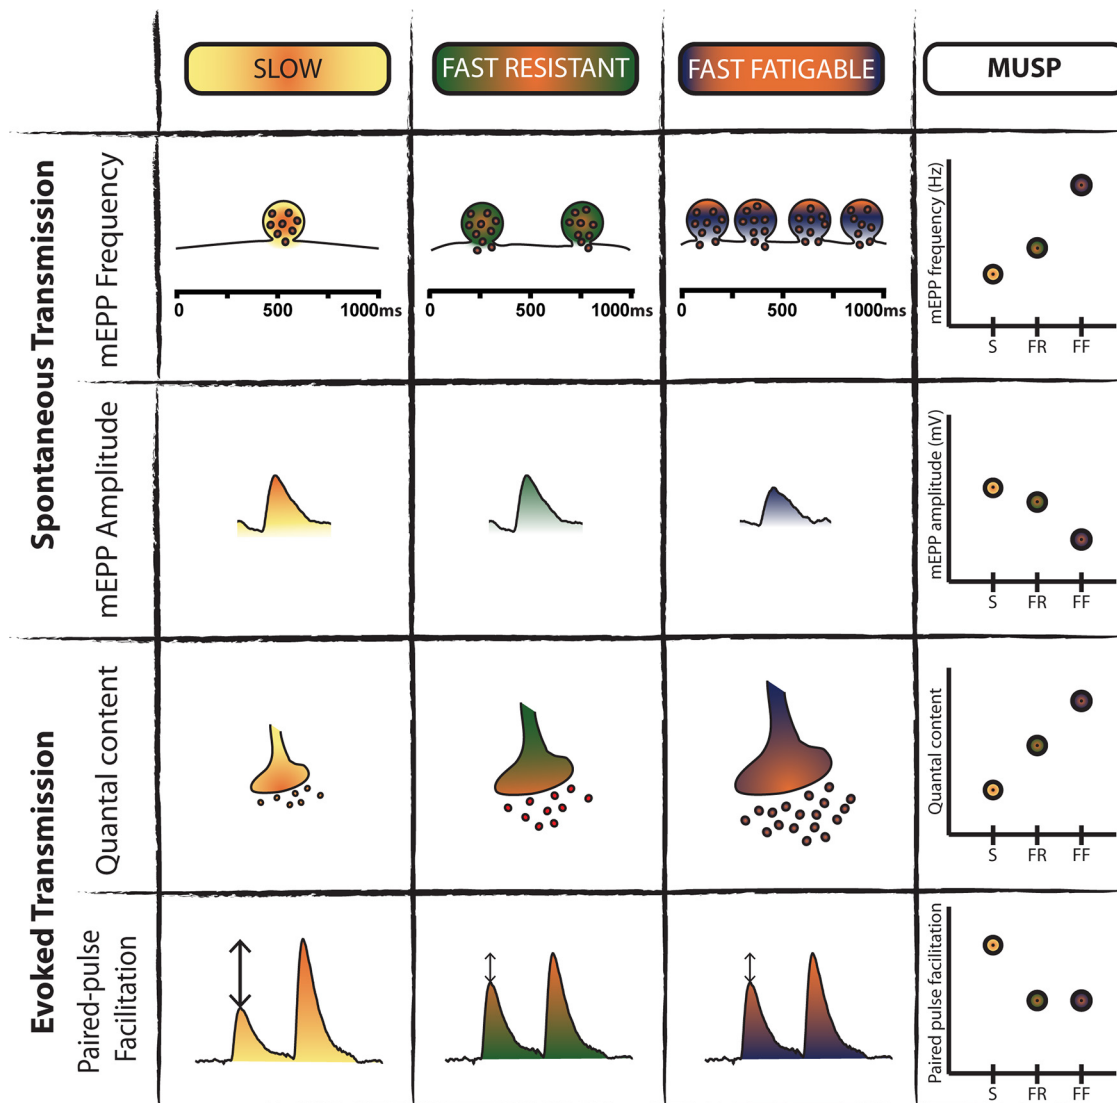 SLOW
FAST RESISTANT
FAST FATIGABLE
MUSP
Spontaneous Transmission
mEPP Frequency
0
500
1000ms
0
500
1000ms
0
500
1000ms
mEPP frequency (Hz)
S
FR
FF
mEPP Amplitude
mEPP amplitude (mV)
S
FR
FF
Evoked Transmission
Quantal content
Quantal content
S
FR
FF
Paired-pulse
Facilitation
Paired pulse facilitation
S
FR
FF